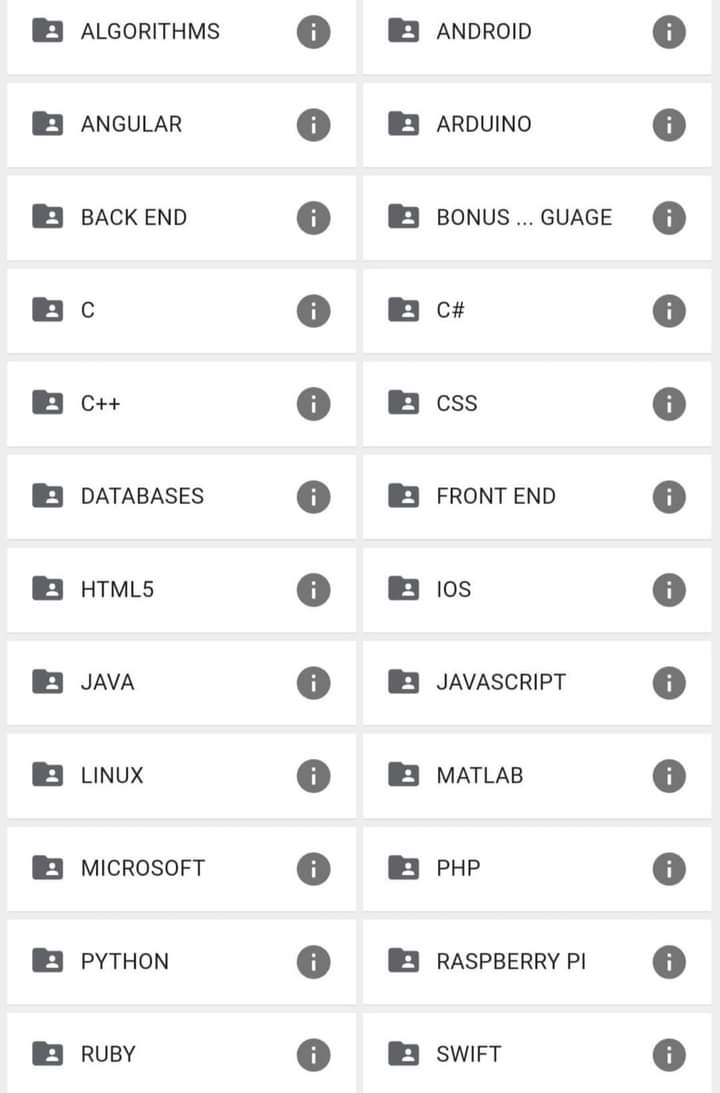 ALGORITHMS
ANDROID
ANGULAR
ARDUINO
BACK END
BONUS ... GUAGE
C
C#
C++
CSS
DATABASES
FRONT END
HTML5
IOS
JAVA
JAVASCRIPT
LINUX
MATLAB
MICROSOFT
PHP
PYTHON
RASPBERRY PI
RUBY
SWIFT